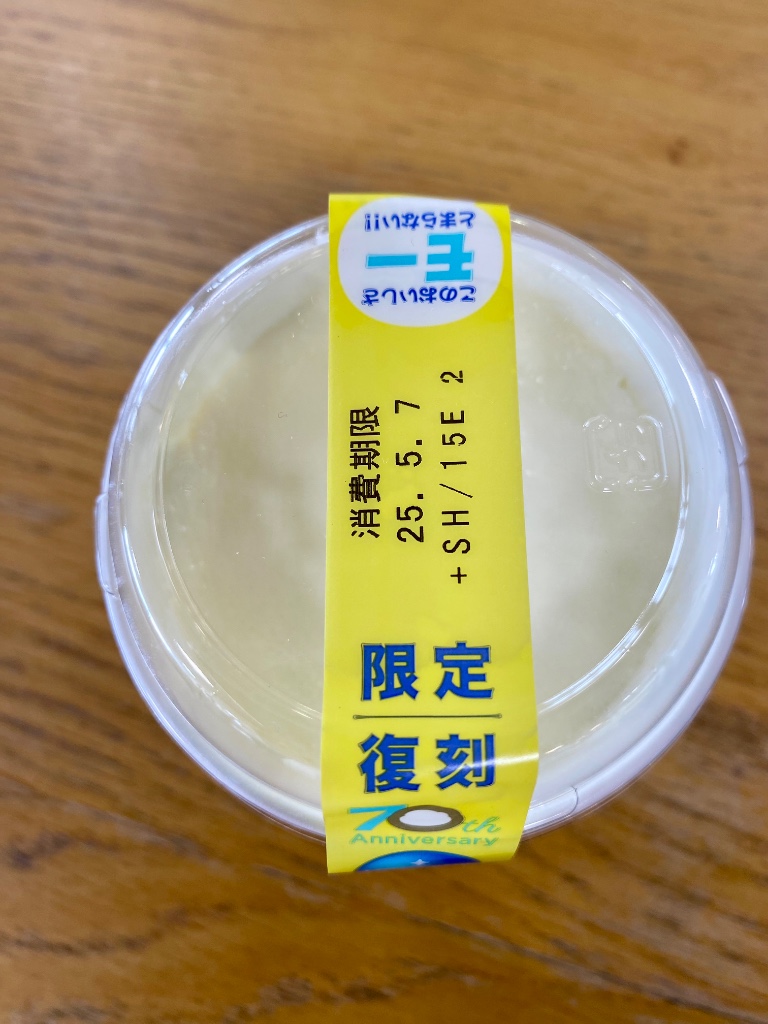 このおいしさ
モー
とまらない!!
消費期限
25. 5. 7
+SH/15E 2
限定
復刻
70th
Anniversary